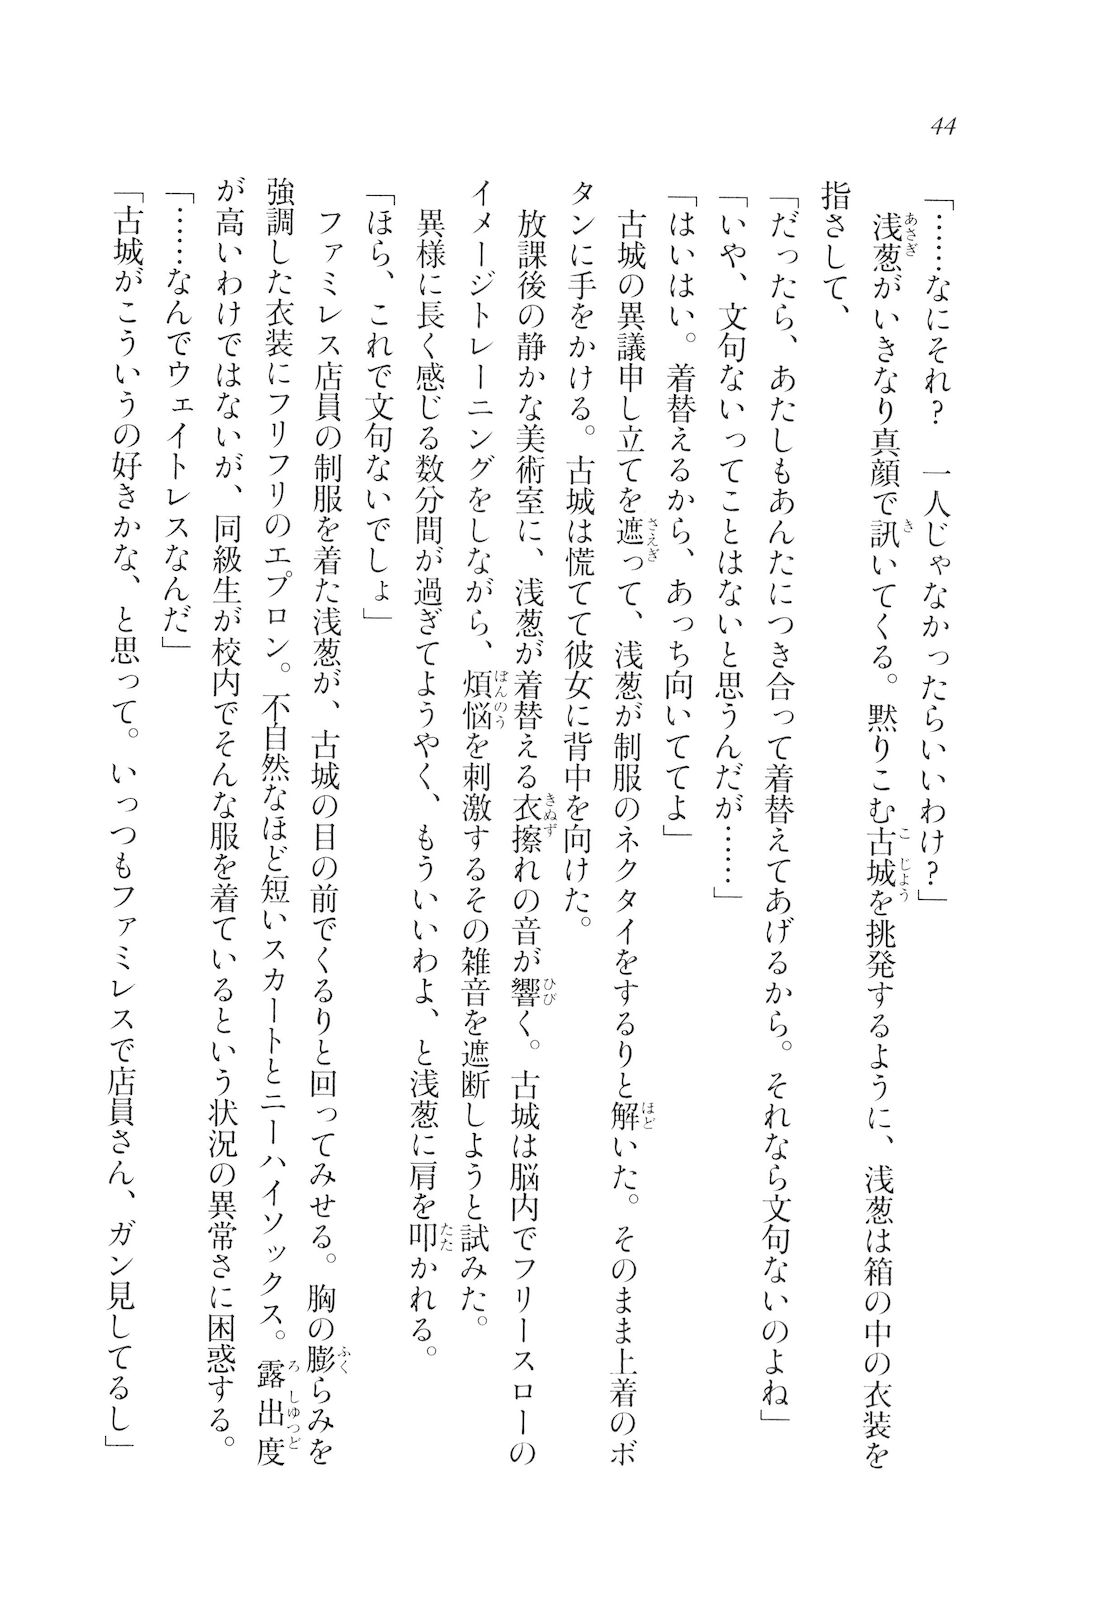 44
「……なにそれ？　一人じゃなかったらいいわけ？」
　浅葱がいきなり真顔で訊いてくる。黙りこむ古城を挑発するように、浅葱は箱の中の衣装を
指さして、
「だったら、あたしもあんたにつき合って着替えてあげるから。それなら文句ないのよね」
「いや、文句ないってことはないと思うんだが……」
「はいはい。着替えるから、あっち向いててよ」
　古城の異議申し立てを遮って、浅葱が制服のネクタイをするりと解いた。そのまま上着のボ
タンに手をかける。古城は慌てて彼女に背中を向けた。
　放課後の静かな美術室に、浅葱が着替える衣擦れの音が響く。古城は脳内でフリースローの
イメージトレーニングをしながら、煩悩を刺激するその雑音を遮断しようと試みた。
　異様に長く感じる数分間が過ぎてようやく、もういいわよ、と浅葱に肩を叩かれる。
「ほら、これで文句ないでしょ」
　ファミレス店員の制服を着た浅葱が、古城の目の前でくるりと回ってみせる。胸の膨らみを
強調した衣装にフリフリのエプロン。不自然なほど短いスカートとニーハイソックス。露出度
が高いわけではないが、同級生が校内でそんな服を着ているという状況の異常さに困惑する。
「……なんでウェイトレスなんだ」
「古城がこういうの好きかな、と思って。いっつもファミレスで店員さん、ガン見してるし」